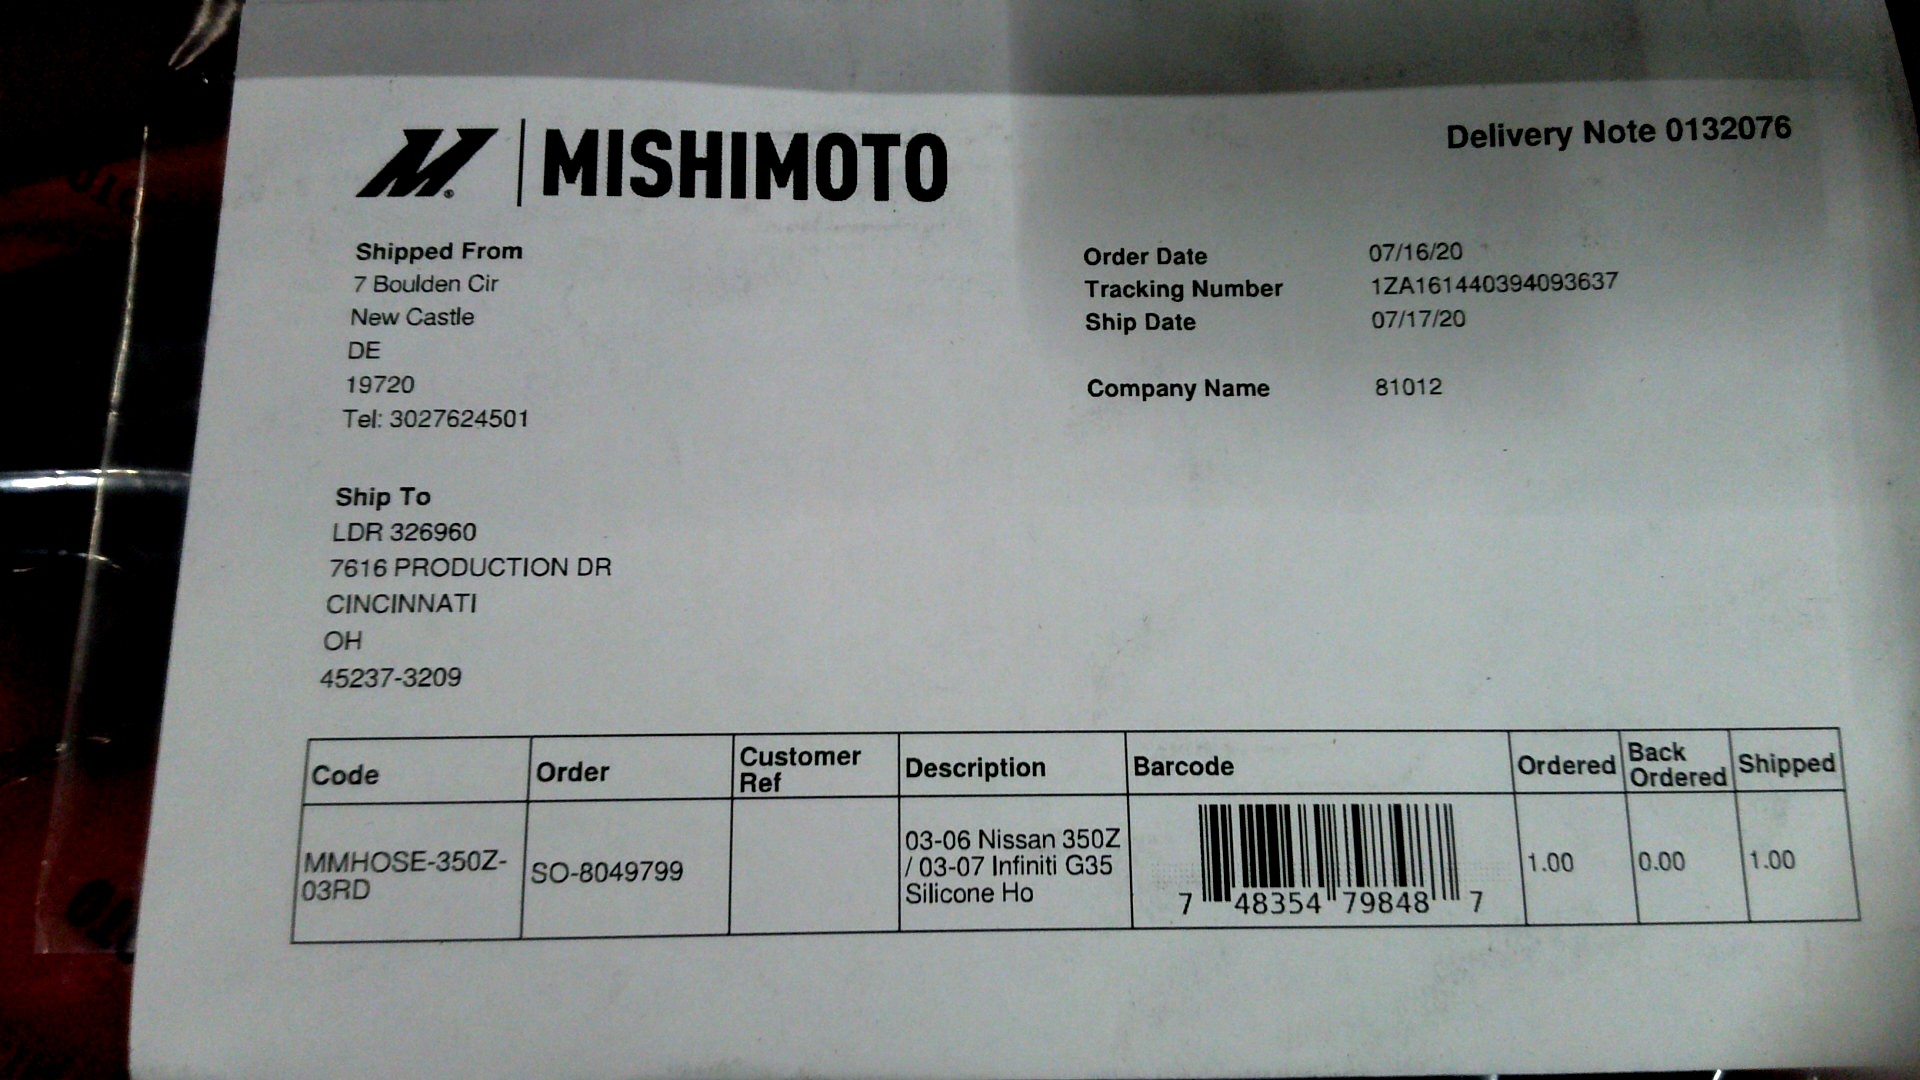 M. MISHIMOTO
Delivery Note 0132076
Shipped From
7 Boulden Cir
New Castle
DE
19720
Tel: 3027624501
Order Date 07/16/20
Tracking Number 1ZA161440394093637
Ship Date 07/17/20
Company Name 81012
Ship To
LDR 326960
7616 PRODUCTION DR
CINCINNATI
OH
45237-3209
Code Order Customer Ref Description Barcode Ordered Back Ordered Shipped
MMHOSE-350Z-
03RD
SO-8049799
03-06 Nissan 350Z
/ 03-07 Infiniti G35
Silicone Ho
7 48354 79848 7
1.00 0.00 1.00